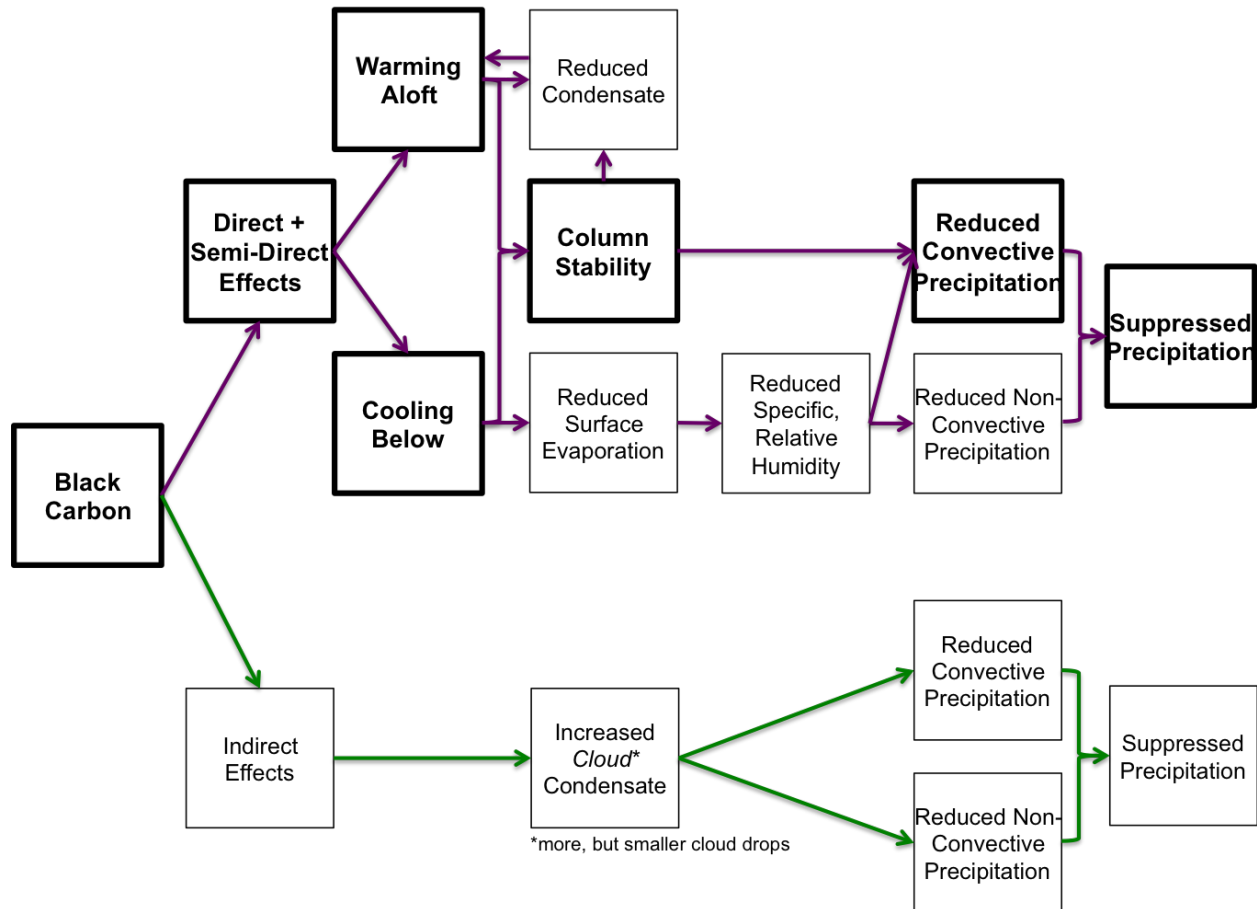 Warming
Aloft
Reduced
Condensate
Direct +
Semi-Direct
Effects
Column
Stability
Reduced
Convective
Precipitation
Suppressed
Precipitation
Cooling
Below
Reduced
Surface
Evaporation
Reduced
Specific,
Relative
Humidity
Reduced Non-
Convective
Precipitation
Black
Carbon
Indirect
Effects
Increased
Cloud*
Condensate
*more, but smaller cloud drops
Reduced
Convective
Precipitation
Reduced Non-
Convective
Precipitation
Suppressed
Precipitation